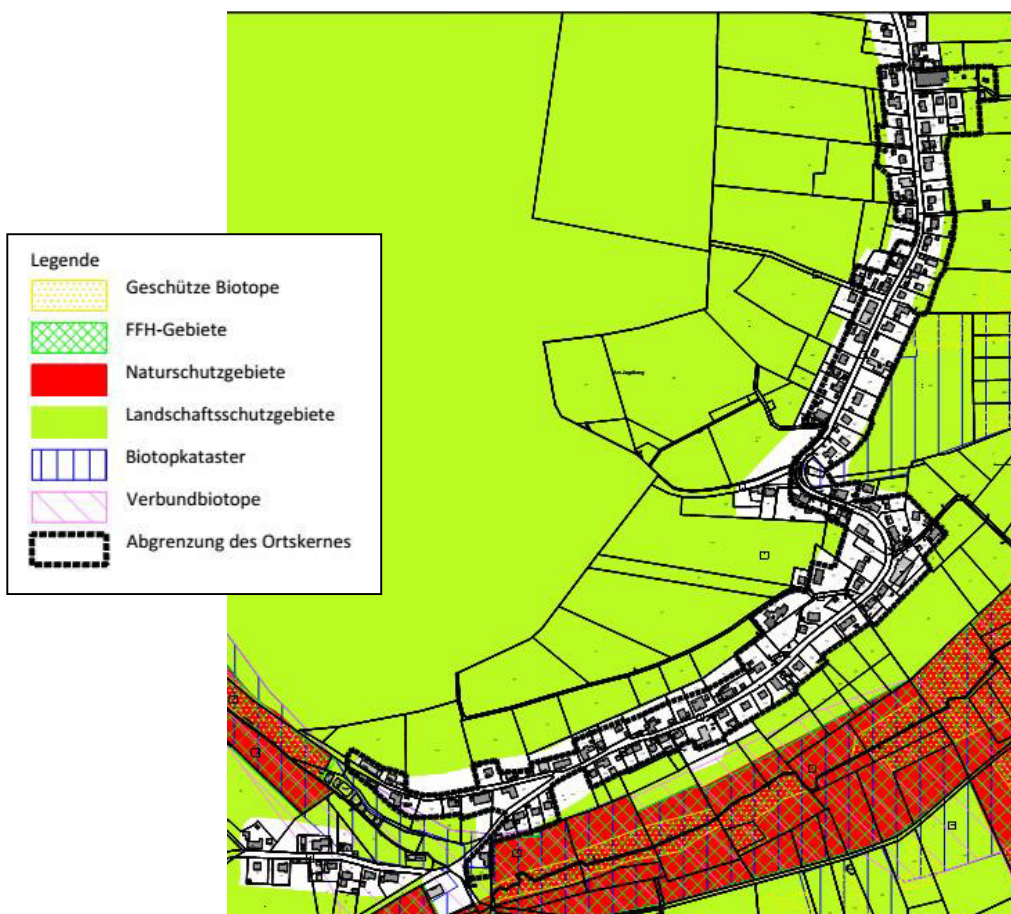 Legende
Geschütze Biotope
FFH-Gebiete
Naturschutzgebiete
Landschaftsschutzgebiete
Biotopkataster
Verbundbiotope
Abgrenzung des Ortskernes